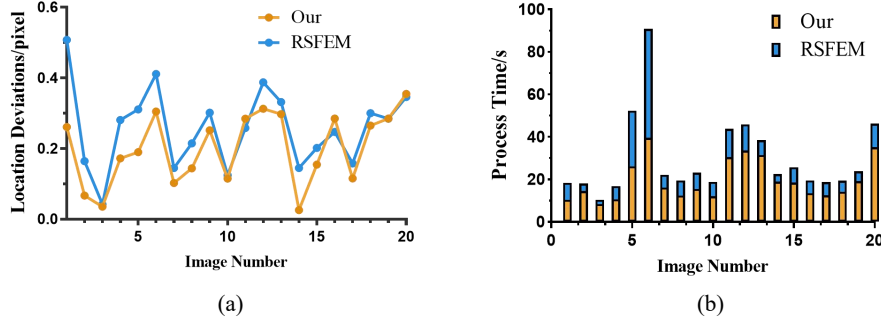 Location Deviations/pixel
0.6
0.4
0.2
0.0
Our
RSFEM
5
10
15
20
Image Number
(a)
Process Time/s
100
80
60
40
20
0
Our
RSFEM
0
5
10
15
20
Image Number
(b)